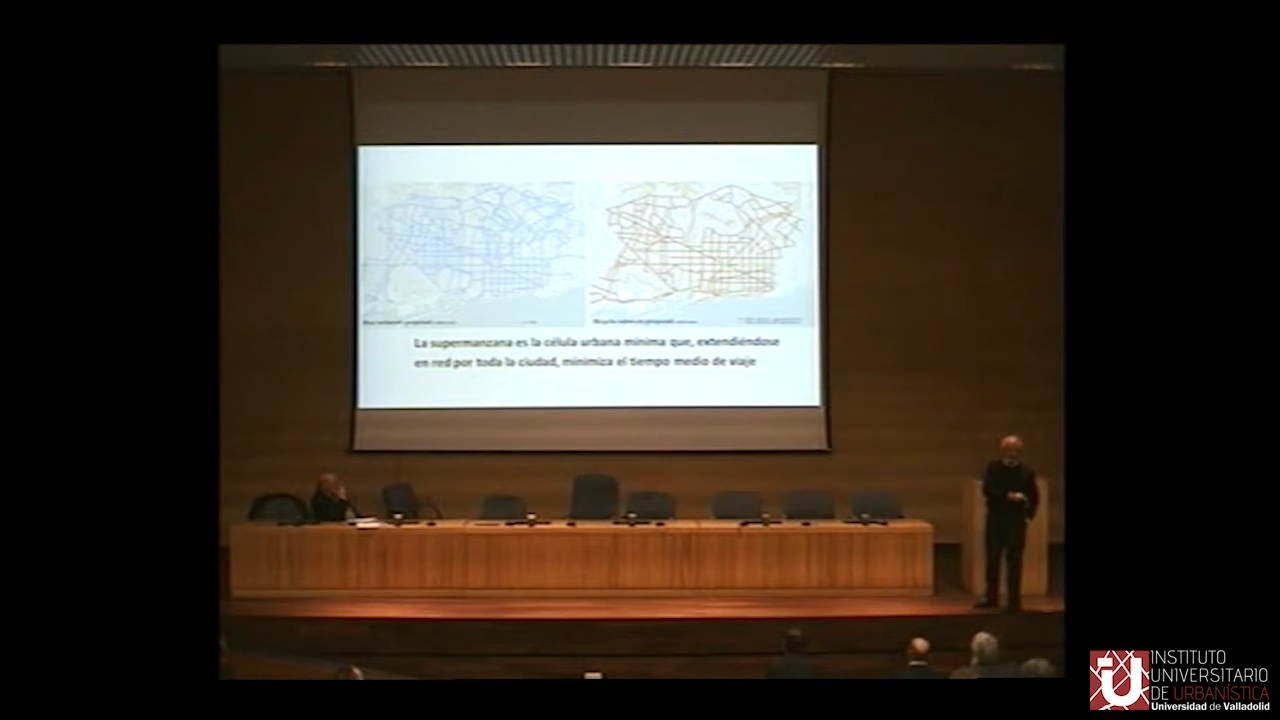 La supermanzana es la célula urbana mínima que, extendiéndose
en red por toda la ciudad, minimiza el tiempo medio de viaje
INSTITUTO
UNIVERSITARIO
DE URBANÍSTICA
Universidad de Valladolid